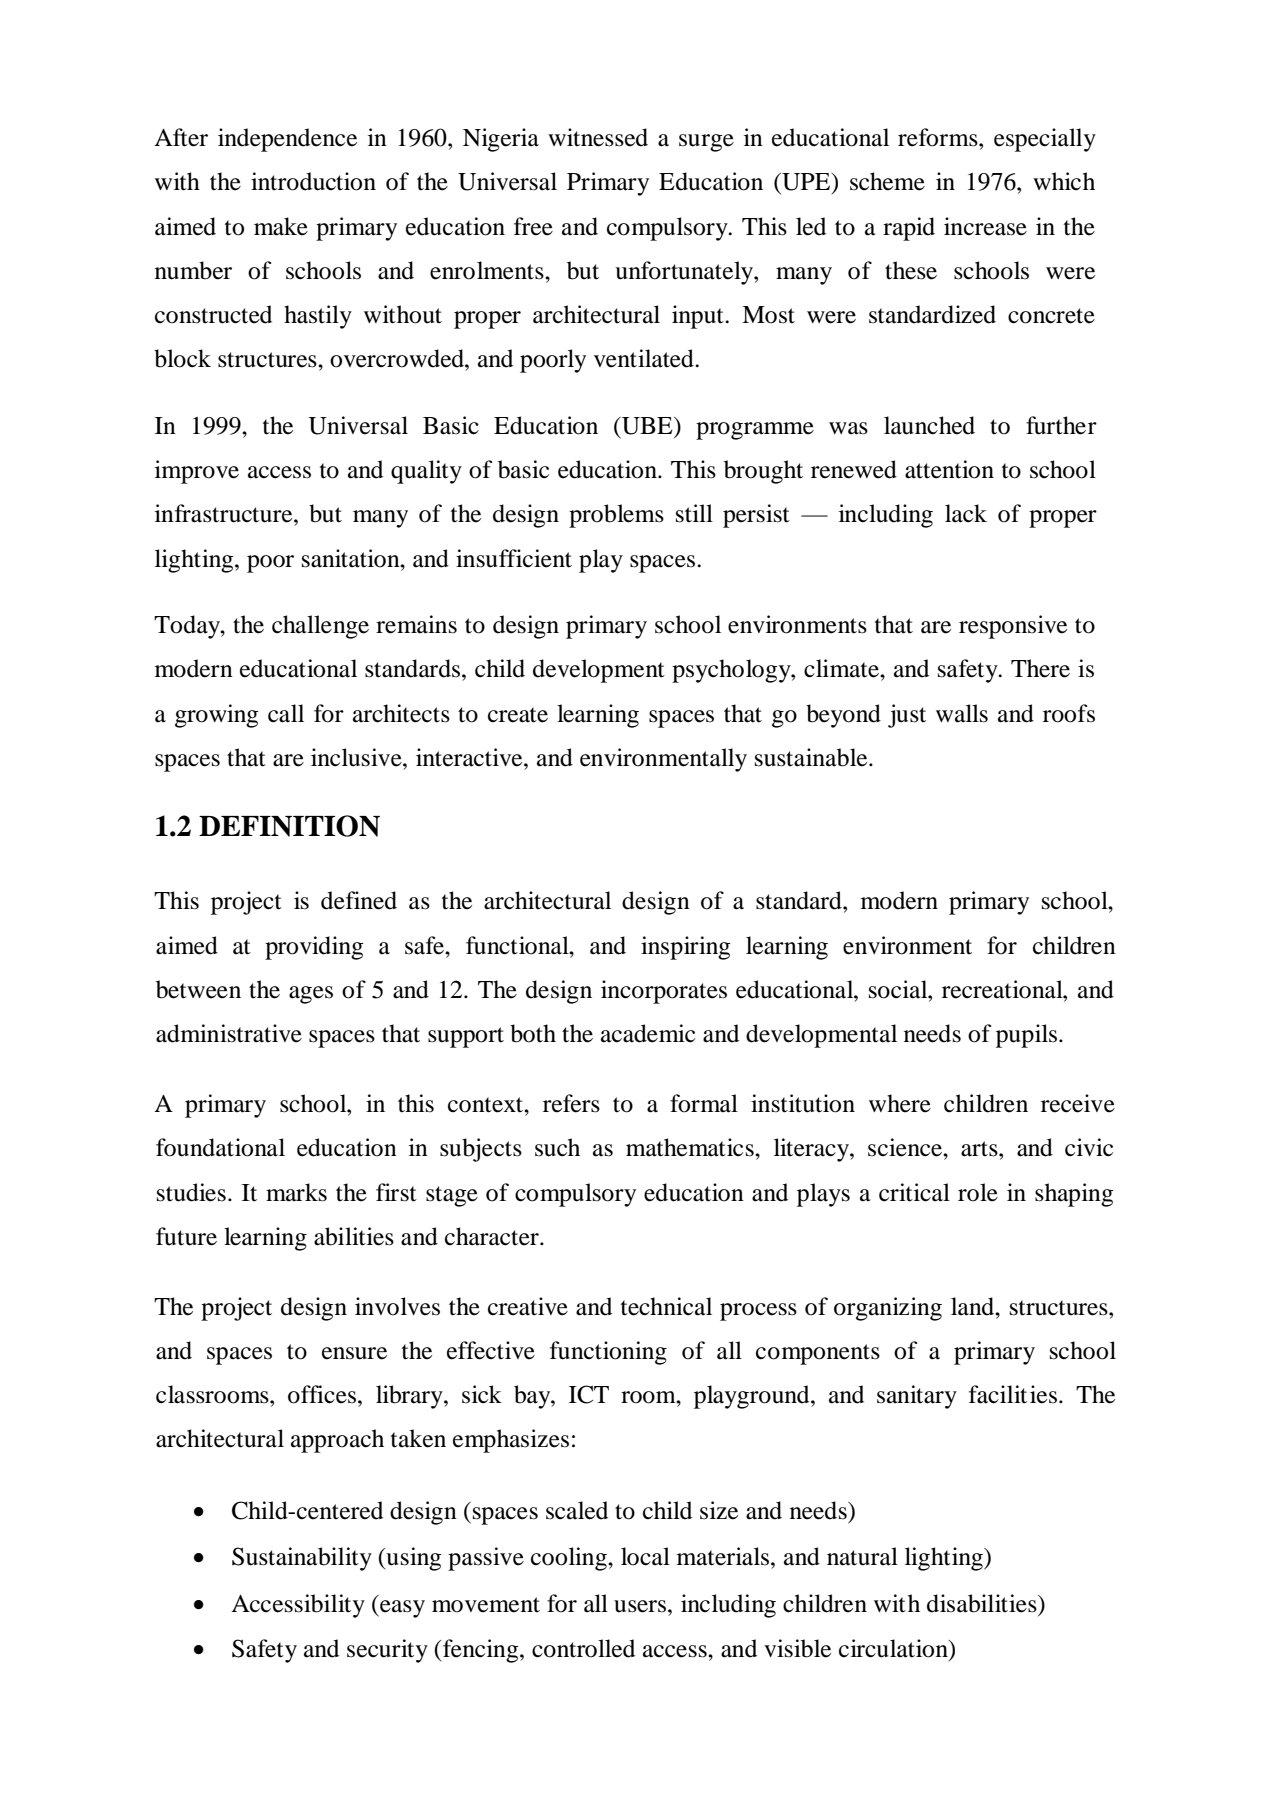 After independence in 1960, Nigeria witnessed a surge in educational reforms, especially
with the introduction of the Universal Primary Education (UPE) scheme in 1976, which
aimed to make primary education free and compulsory. This led to a rapid increase in the
number of schools and enrolments, but unfortunately, many of these schools were
constructed hastily without proper architectural input. Most were standardized concrete
block structures, overcrowded, and poorly ventilated.
In 1999, the Universal Basic Education (UBE) programme was launched to further
improve access to and quality of basic education. This brought renewed attention to school
infrastructure, but many of the design problems still persist — including lack of proper
lighting, poor sanitation, and insufficient play spaces.
Today, the challenge remains to design primary school environments that are responsive to
modern educational standards, child development psychology, climate, and safety. There is
a growing call for architects to create learning spaces that go beyond just walls and roofs
spaces that are inclusive, interactive, and environmentally sustainable.
1.2 DEFINITION
This project is defined as the architectural design of a standard, modern primary school,
aimed at providing a safe, functional, and inspiring learning environment for children
between the ages of 5 and 12. The design incorporates educational, social, recreational, and
administrative spaces that support both the academic and developmental needs of pupils.
A primary school, in this context, refers to a formal institution where children receive
foundational education in subjects such as mathematics, literacy, science, arts, and civic
studies. It marks the first stage of compulsory education and plays a critical role in shaping
future learning abilities and character.
The project design involves the creative and technical process of organizing land, structures,
and spaces to ensure the effective functioning of all components of a primary school
classrooms, offices, library, sick bay, ICT room, playground, and sanitary facilities. The
architectural approach taken emphasizes:
• Child-centered design (spaces scaled to child size and needs)
• Sustainability (using passive cooling, local materials, and natural lighting)
• Accessibility (easy movement for all users, including children with disabilities)
• Safety and security (fencing, controlled access, and visible circulation)